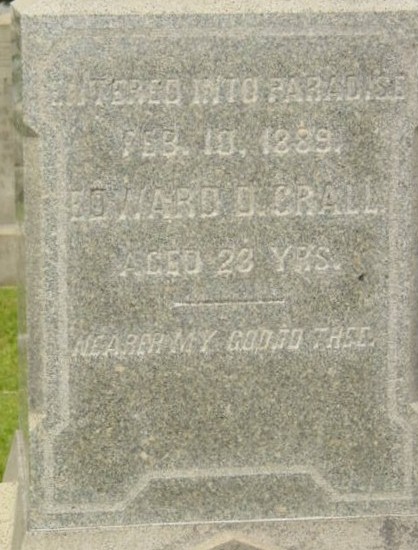 ENTERED INTO PARADISE
FEB. 10, 1889.
EDWARD D. CRALL
AGED 23 YRS.
NEARER MY GOD TO THEE.